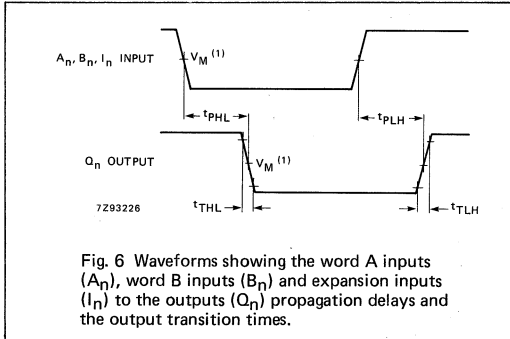 An, Bn, In INPUT
VM (1)
tPHL
tPLH
Qn OUTPUT
VM (1)
7Z93226
tTHL
tTLH
Fig. 6 Waveforms showing the word A inputs
(An), word B inputs (Bn) and expansion inputs
(In) to the outputs (Qn) propagation delays and
the output transition times.